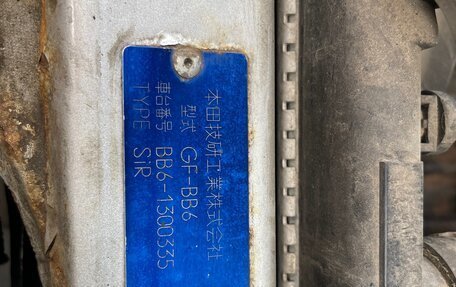 本田技研工業株式会社
型式 GF-BB6
車台番号 BB6-1300335
TYPE SiR